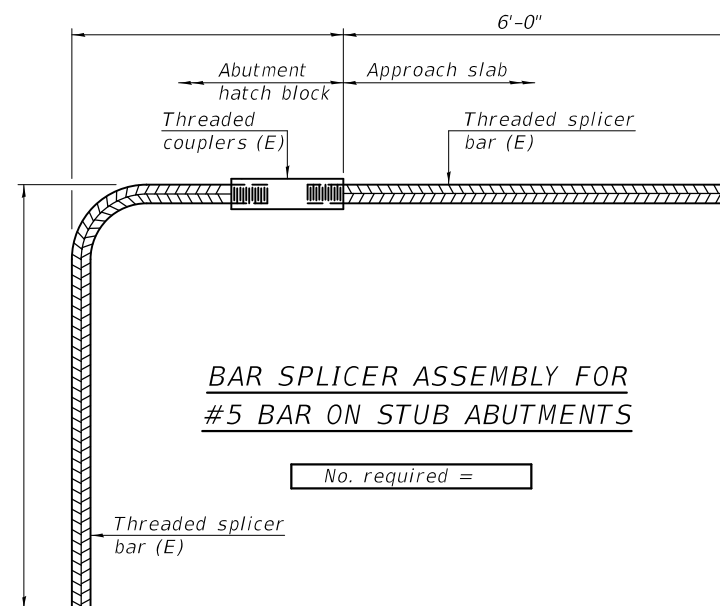 6'-0"
Abutment
hatch block
Approach slab
Threaded
couplers (E)
Threaded splicer
bar (E)
BAR SPLICER ASSEMBLY FOR
#5 BAR ON STUB ABUTMENTS
No. required =
Threaded splicer
bar (E)